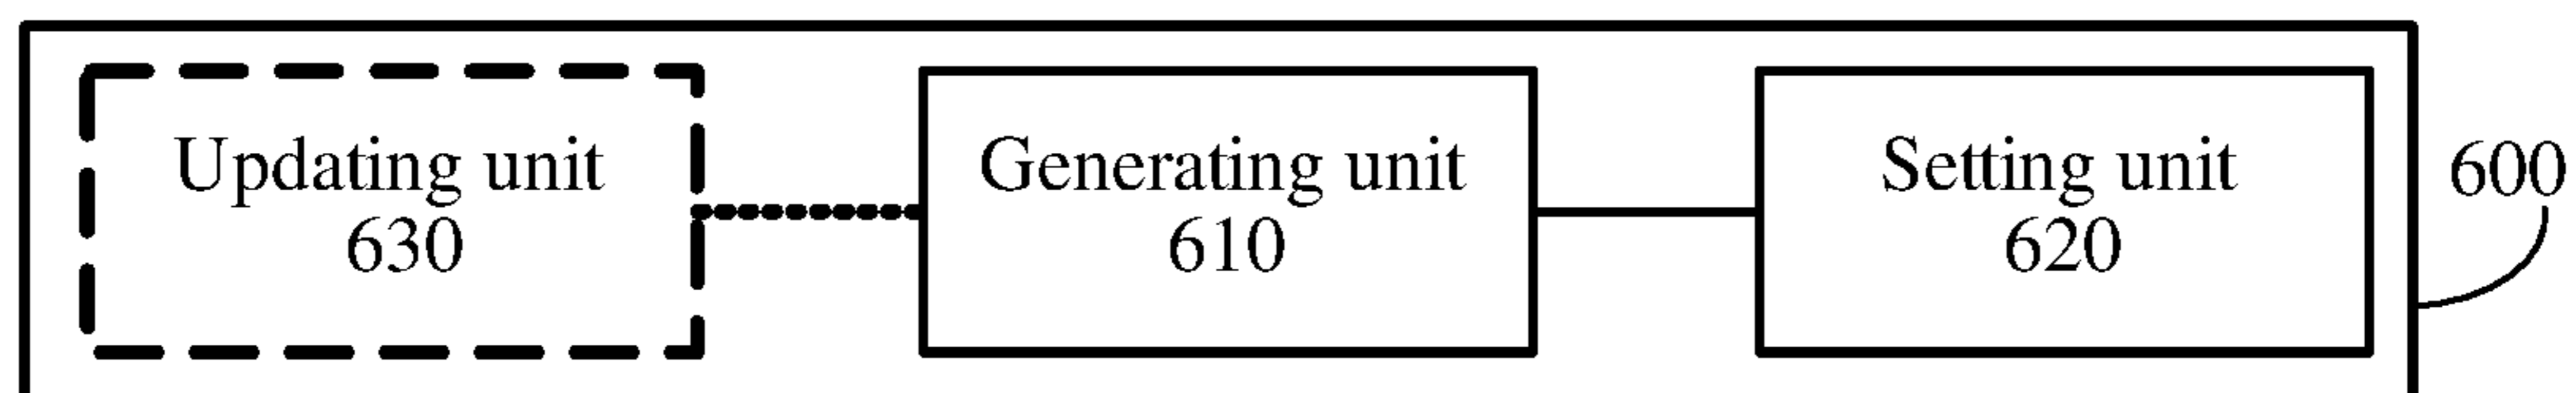 Updating unit
630
Generating unit
610
Setting unit
620
600